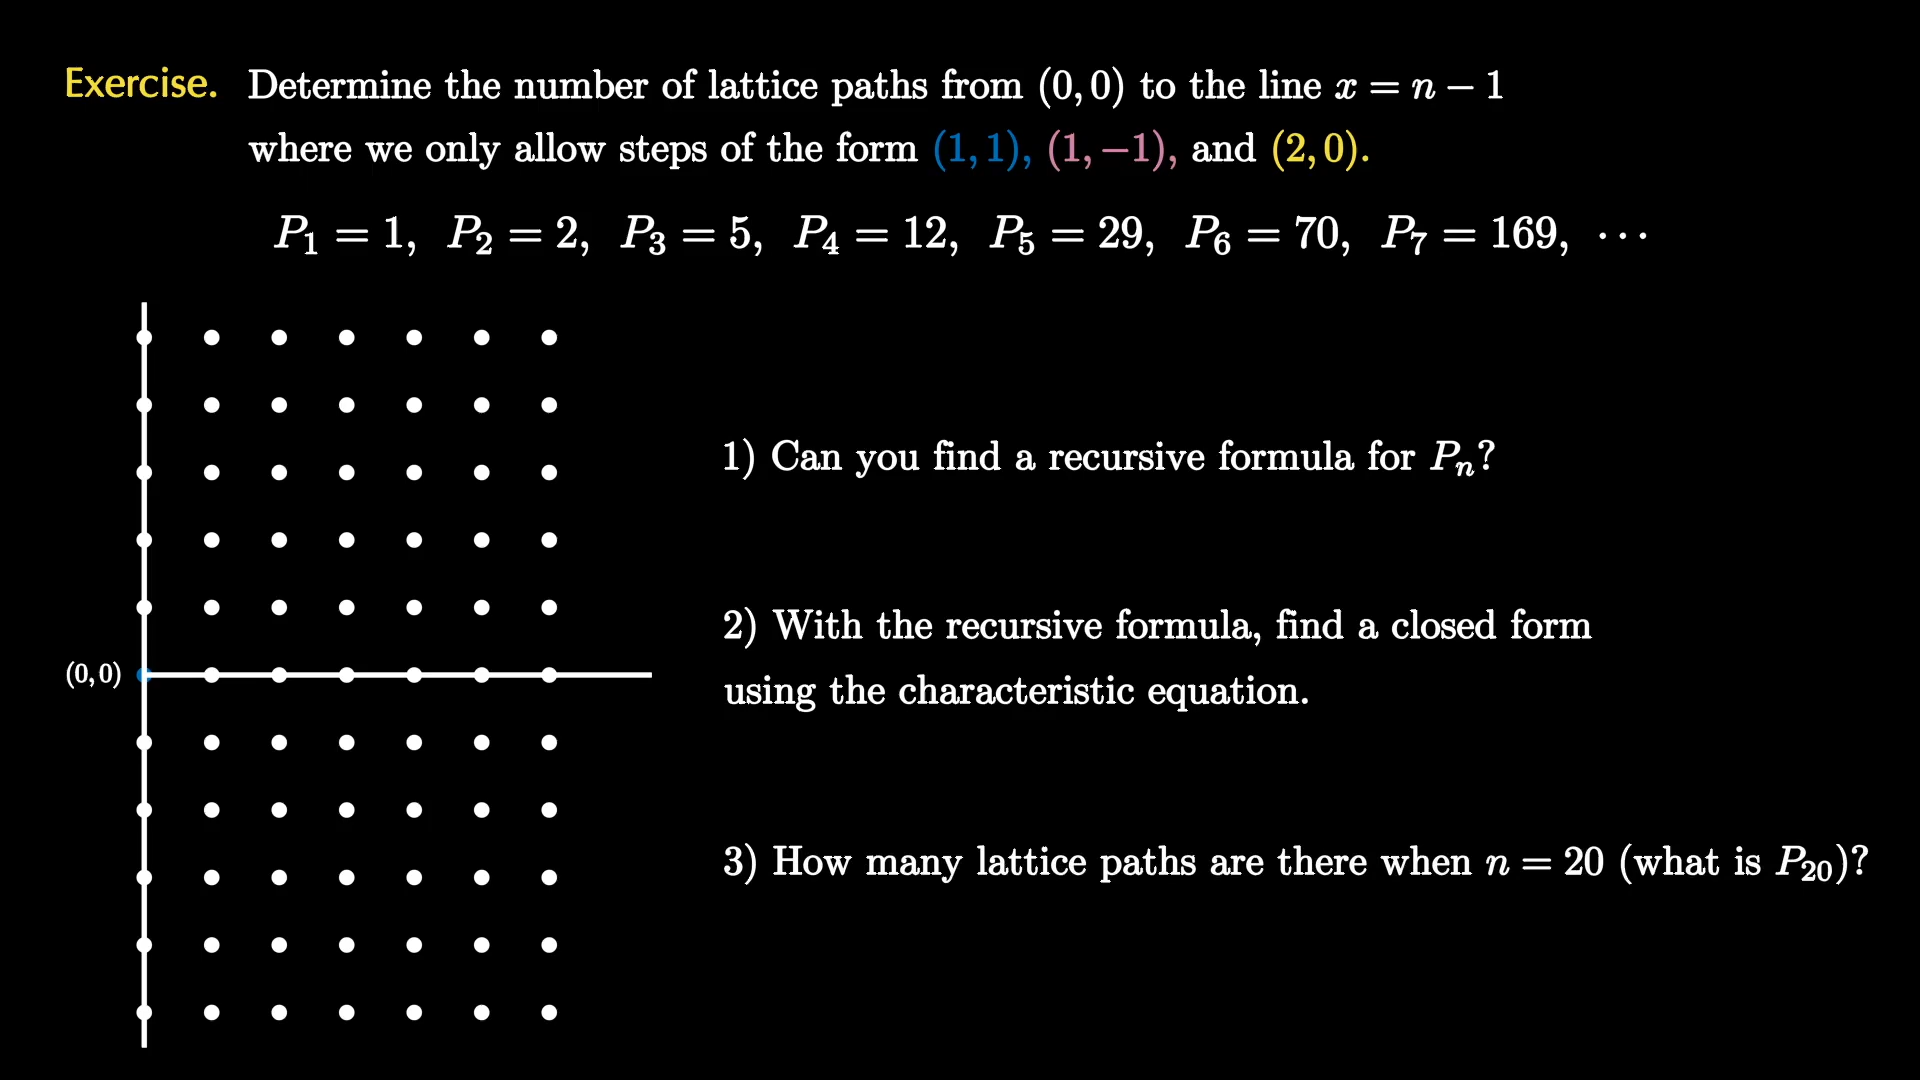 Exercise. Determine the number of lattice paths from (0, 0) to the line x = n − 1
where we only allow steps of the form (1, 1), (1, −1), and (2, 0).
P₁ = 1, P₂ = 2, P₃ = 5, P₄ = 12, P₅ = 29, P₆ = 70, P₇ = 169, ⋯
1) Can you find a recursive formula for Pₙ?
2) With the recursive formula, find a closed form
using the characteristic equation.
(0, 0)
3) How many lattice paths are there when n = 20 (what is P₂₀)?